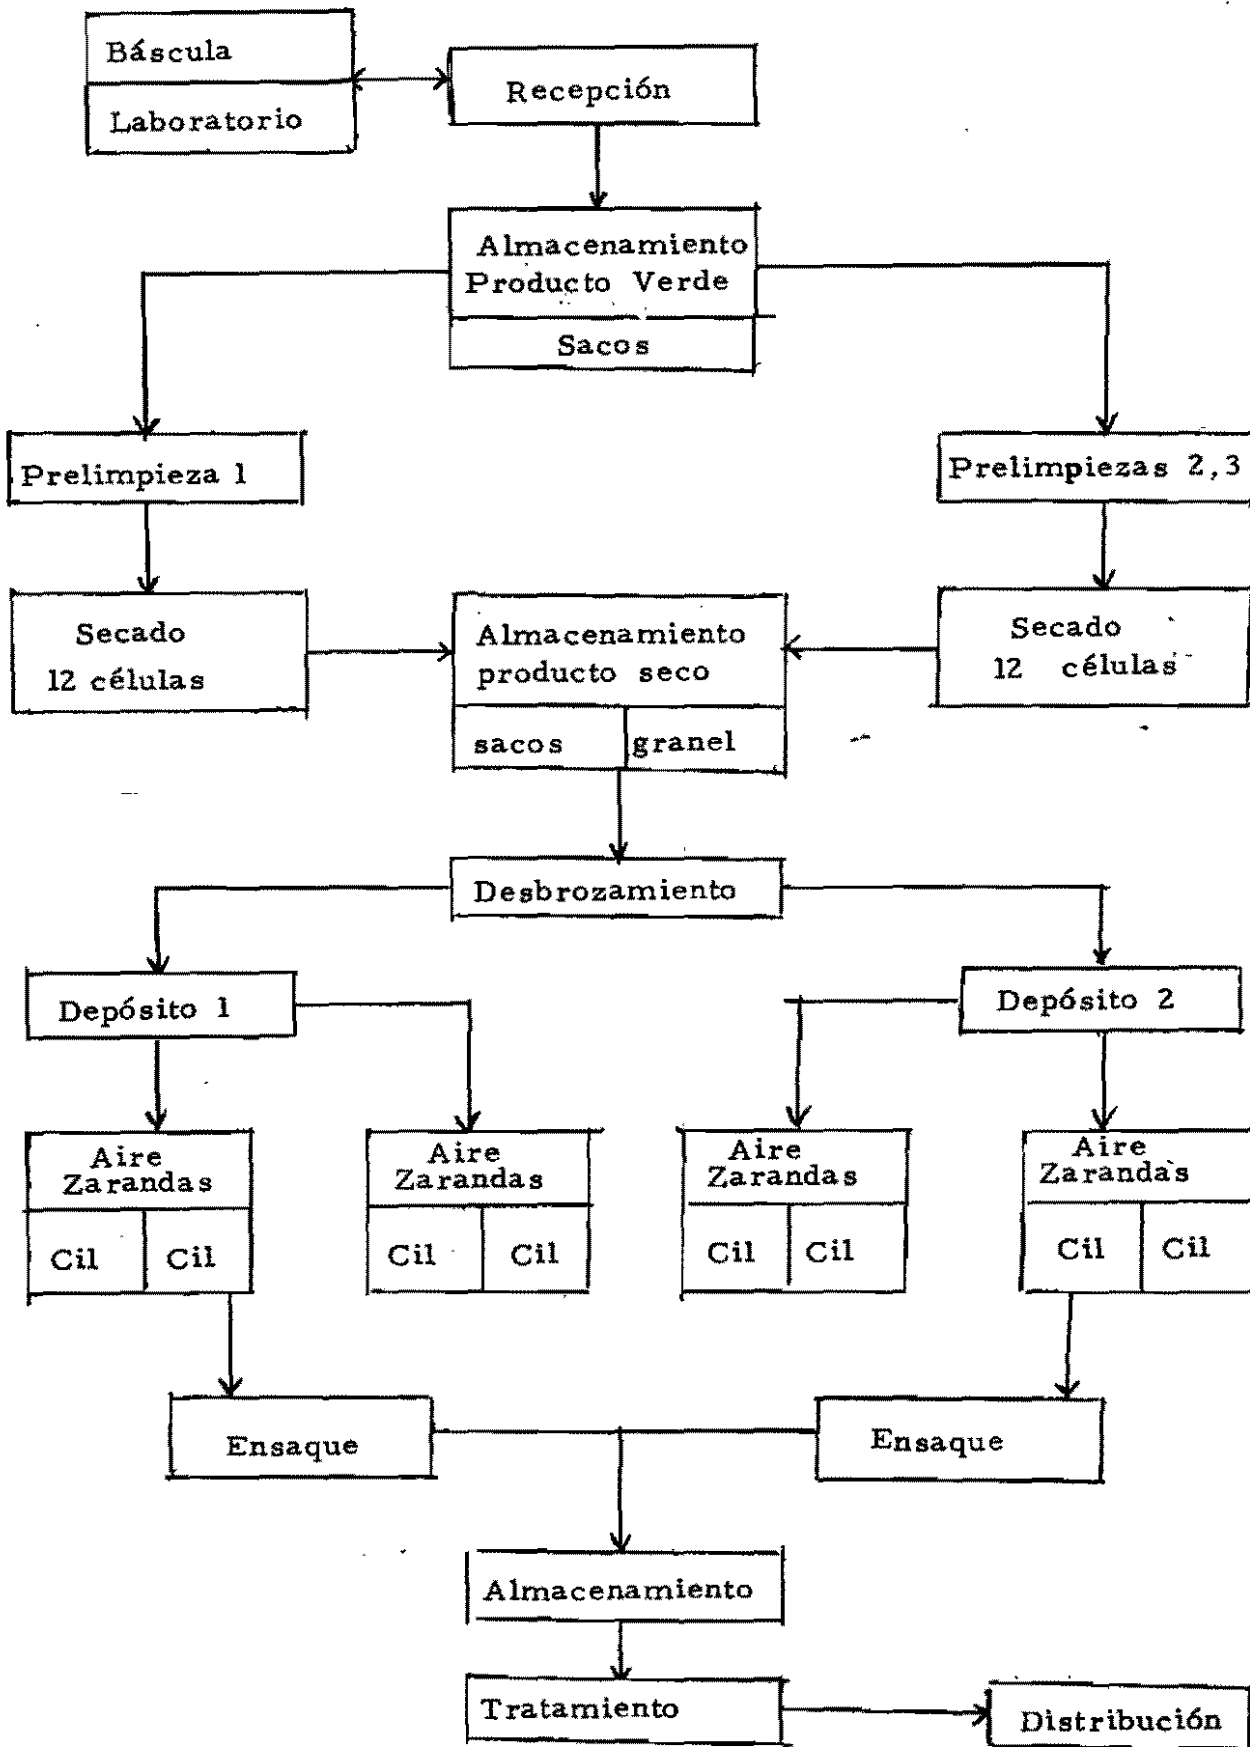 Báscula
Laboratorio
Recepción
Almacenamiento
Producto Verde
Sacos
Prelimpieza 1
Prelimpiezas 2,3
Secado
12 células
Almacenamiento
producto seco
sacos granel
Secado
12 células
Desbrozamiento
Depósito 1
Depósito 2
Aire
Zarandas
Cil Cil
Aire
Zarandas
Cil Cil
Aire
Zarandas
Cil Cil
Aire
Zarandas
Cil Cil
Ensaque
Ensaque
Almacenamiento
Tratamiento
Distribución